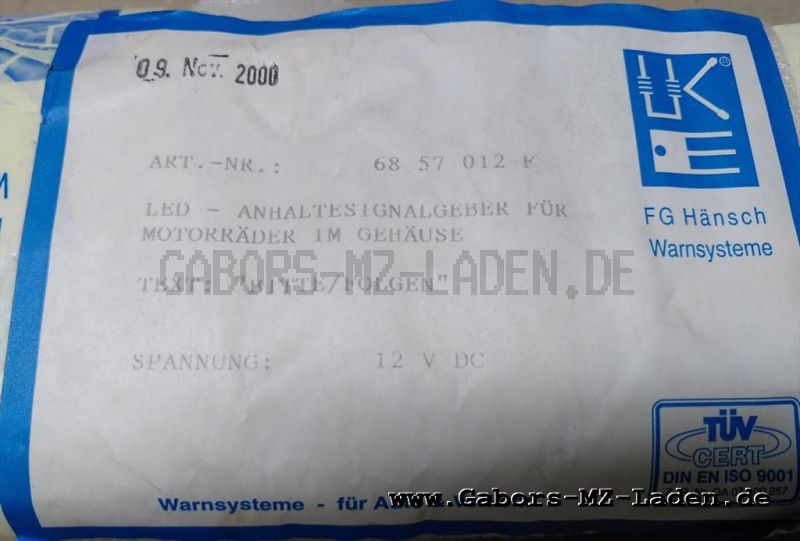 09. Nov. 2000
ART.-NR.: 68 57 012 F
LED - ANHALTESIGNALGEBER FÜR
MOTORRÄDER IM GEHÄUSE
GABORS-MZ-LADEN.DE
TEXT: "BITTE/FOLGEN"
SPANNUNG: 12 V DC
FG Hänsch
Warnsysteme
TÜV
CERT
DIN EN ISO 9001
Warnsysteme - für
www.Gabors-MZ-Laden.de